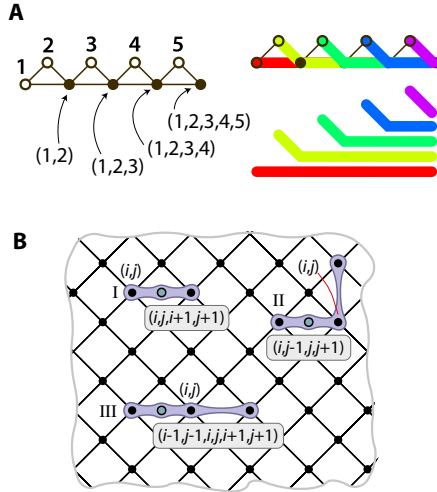 A
2 3 4 5
1
(1,2,3,4,5)
(1,2) (1,2,3) (1,2,3,4)
B
(i,j) (i,j)
I II
(i,j,i+1,j+1)
(i,j-1,j,j+1)
(i,j)
III
(i-1,j-1,i,j,i+1,j+1)